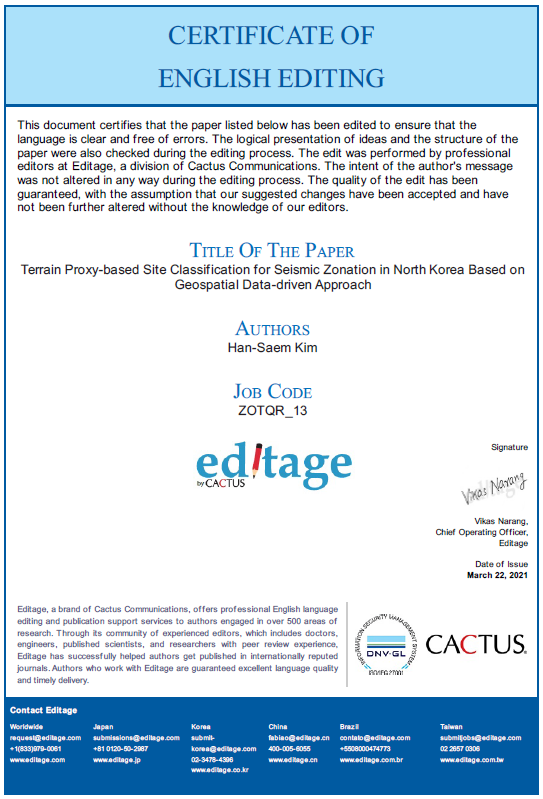 CERTIFICATE OF
ENGLISH EDITING
This document certifies that the paper listed below has been edited to ensure that the
language is clear and free of errors. The logical presentation of ideas and the structure of the
paper were also checked during the editing process. The edit was performed by professional
editors at Editage, a division of Cactus Communications. The intent of the author's message
was not altered in any way during the editing process. The quality of the edit has been
guaranteed, with the assumption that our suggested changes have been accepted and have
not been further altered without the knowledge of our editors.
TITLE OF THE PAPER
Terrain Proxy-based Site Classification for Seismic Zonation in North Korea Based on
Geospatial Data-driven Approach
AUTHORS
Han-Saem Kim
JOB CODE
ZOTQR_13
editage
by CACTUS
Signature
Vikas Narang
Vikas Narang,
Chief Operating Officer,
Editage
Date of Issue
March 22, 2021
Editage, a brand of Cactus Communications, offers professional English language
editing and publication support services to authors engaged in over 500 areas of
research. Through its community of experienced editors, which includes doctors,
engineers, published scientists, and researchers with peer review experience,
Editage has successfully helped authors get published in internationally reputed
journals. Authors who work with Editage are guaranteed excellent language quality
and timely delivery.
INFORMATION SECURITY MANAGEMENT SYSTEM
DNV·GL
ISO/IEC 27001
CACTUS.
Contact Editage
Worldwide
request@editage.com
+1(833)979-0061
www.editage.com
Japan
submissions@editage.com
+81 0120-50-2987
www.editage.jp
Korea
submit-
korea@editage.com
02-3478-4396
www.editage.co.kr
China
fabiao@editage.cn
400-005-6055
www.editage.cn
Brazil
contato@editage.com
+5508000474773
www.editage.com.br
Taiwan
submitjobs@editage.com
02 2657 0306
www.editage.com.tw